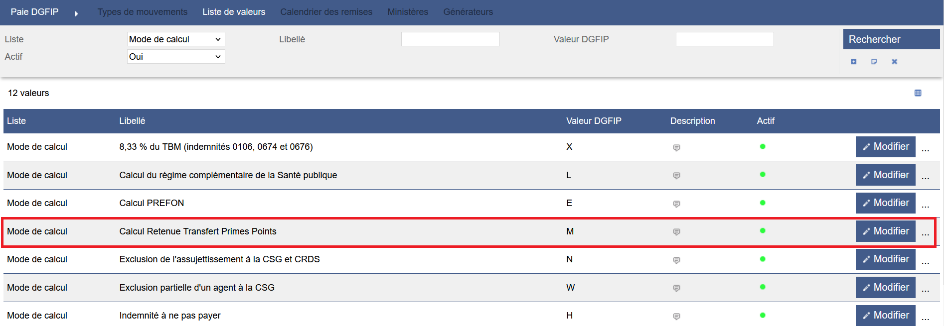 Paie DGFIP Types de mouvements Liste de valeurs Calendrier des remises Ministères Générateurs
Liste Mode de calcul Libellé Valeur DGFIP Rechercher
Actif Oui
12 valeurs
Liste Libellé Valeur DGFIP Description Actif
Mode de calcul 8,33 % du TBM (indemnités 0106, 0674 et 0676) X Modifier ...
Mode de calcul Calcul du régime complémentaire de la Santé publique L Modifier ...
Mode de calcul Calcul PREFON E Modifier ...
Mode de calcul Calcul Retenue Transfert Primes Points M Modifier ...
Mode de calcul Exclusion de l'assujettissement à la CSG et CRDS N Modifier ...
Mode de calcul Exclusion partielle d'un agent à la CSG W Modifier ...
Mode de calcul Indemnité à ne pas payer H Modifier ...